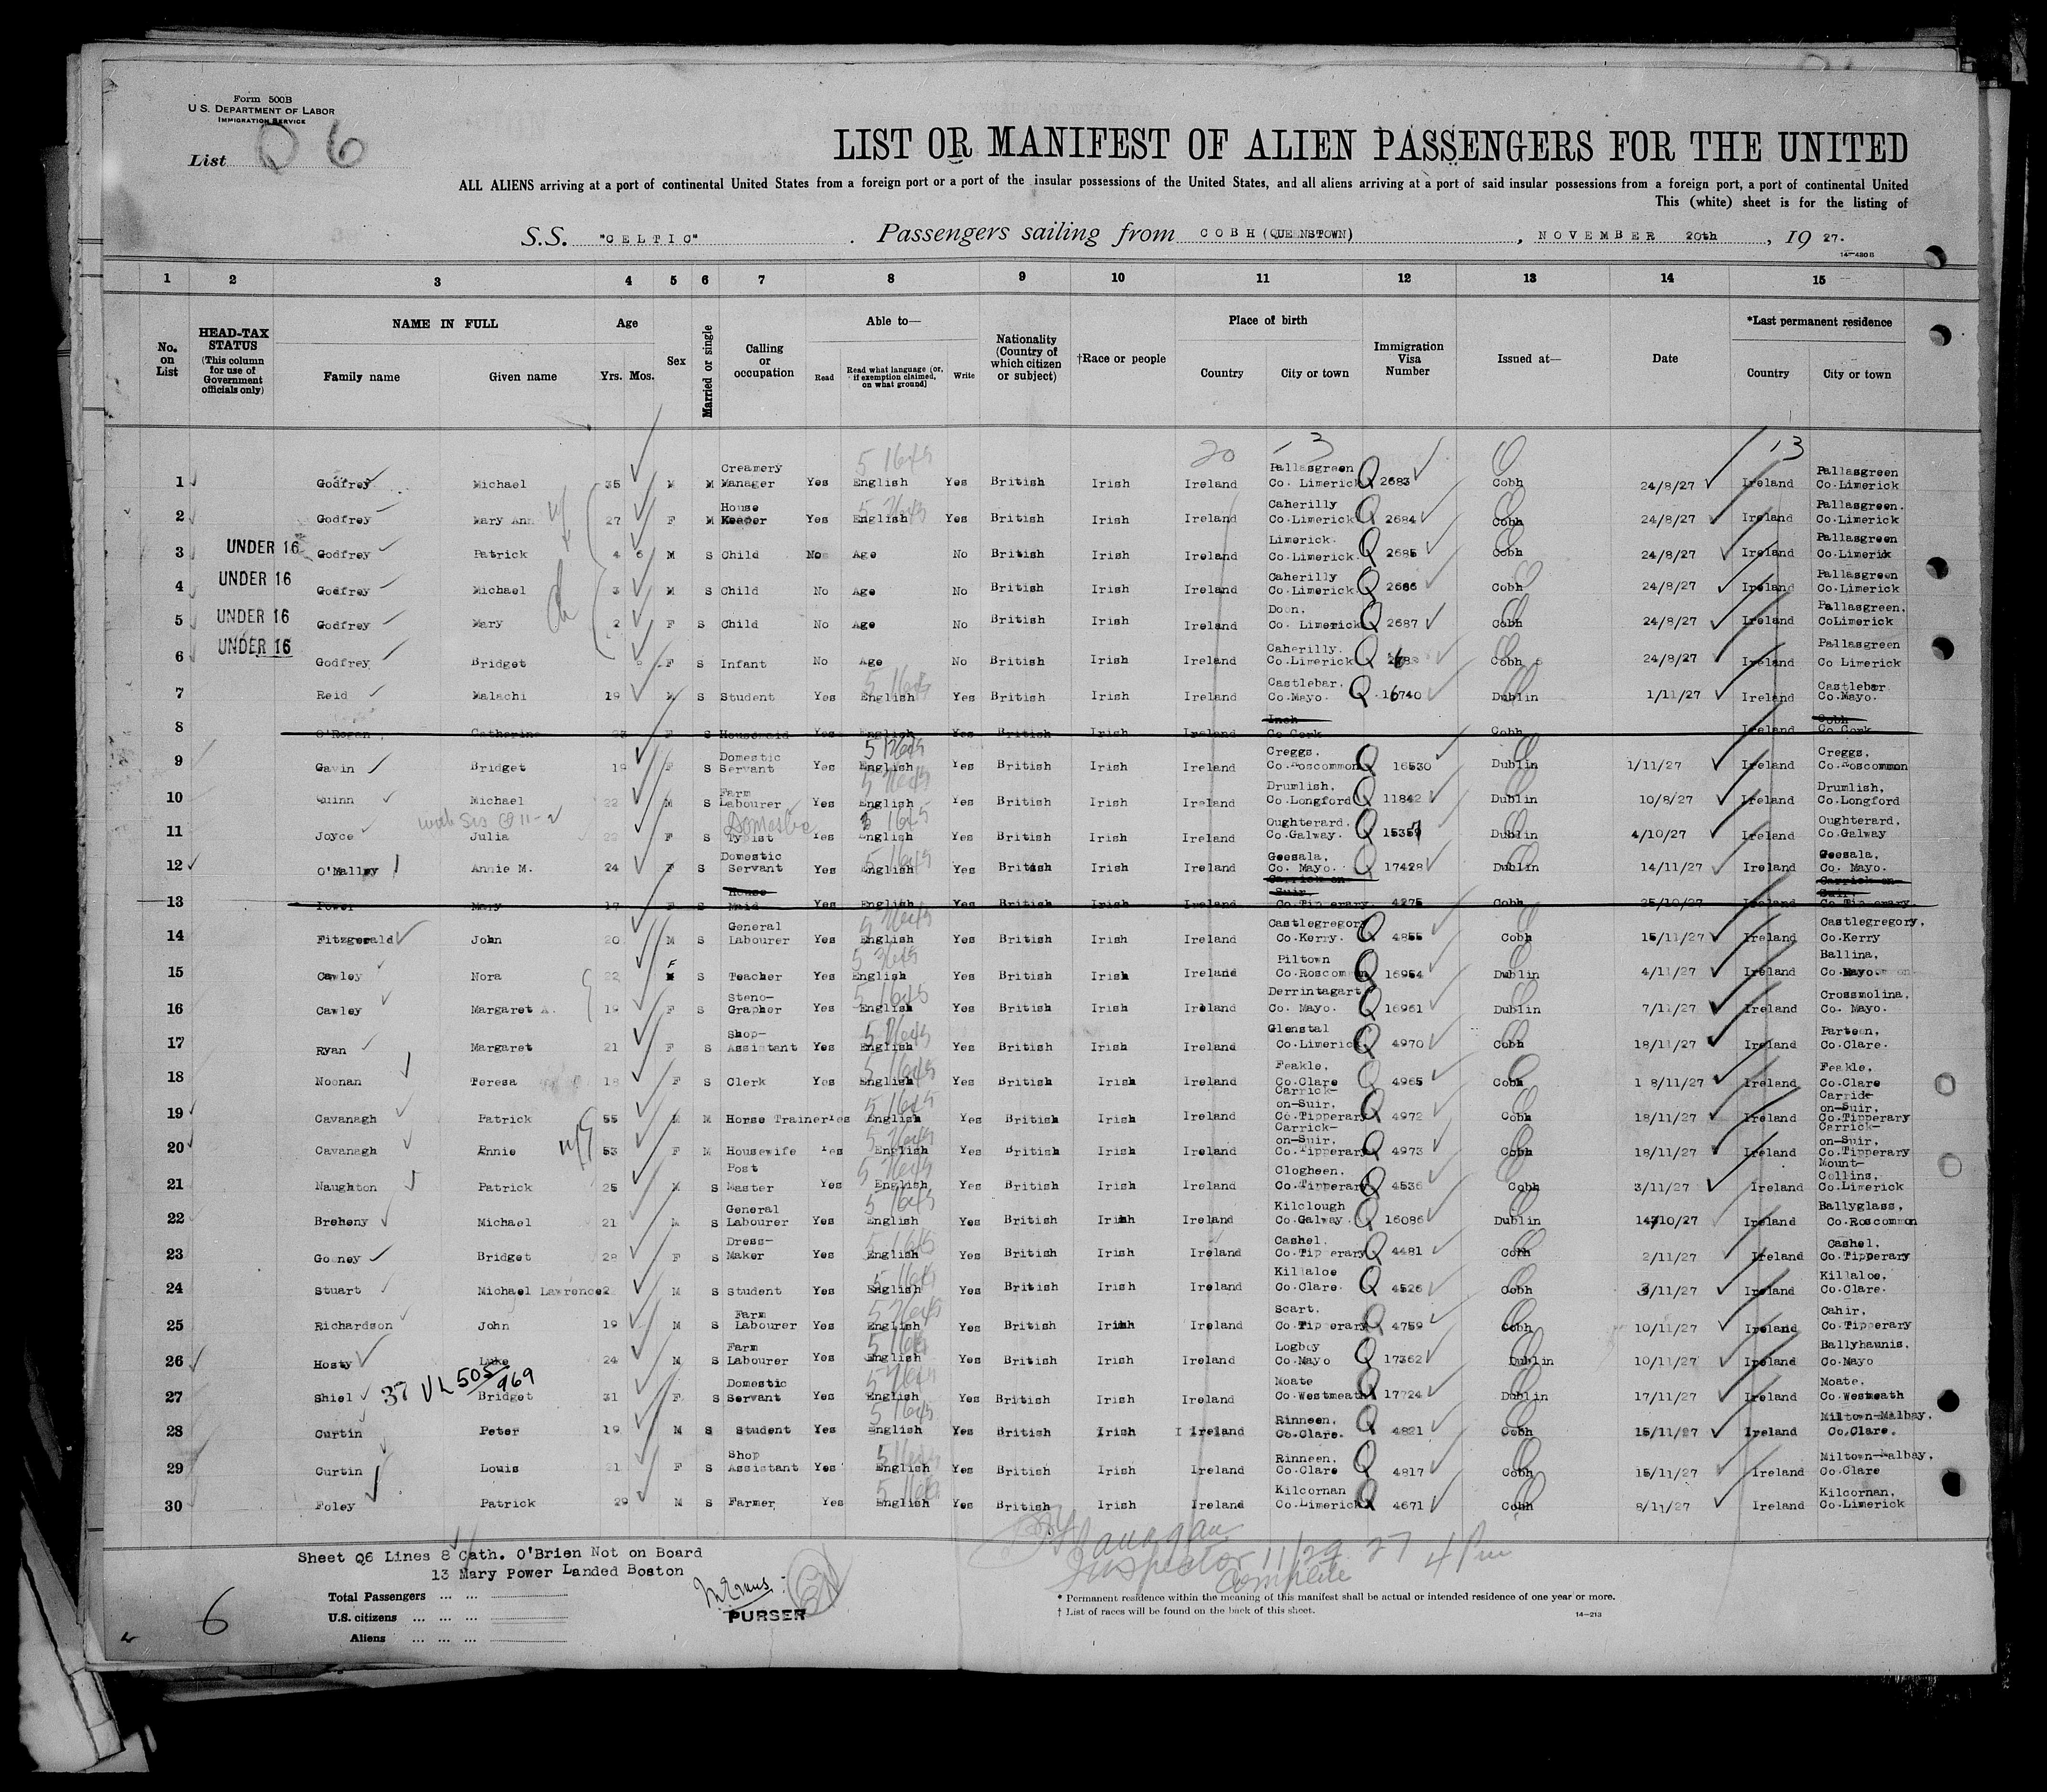 Form 500B
U.S. DEPARTMENT OF LABOR
IMMIGRATION SERVICE
List Q 6
LIST OR MANIFEST OF ALIEN PASSENGERS FOR THE UNITED
ALL ALIENS arriving at a port of continental United States from a foreign port or a port of the insular possessions of the United States, and all aliens arriving at a port of said insular possessions from a foreign port, a port of continental United
This (white) sheet is for the listing of
S.S. "CELTIC" . Passengers sailing from COBH (QUEENSTOWN) , NOVEMBER 20th , 19 27.
14-430B
1 2 3 4 5 6 7 8 9 10 11 12 13 14 15
No. on List HEAD-TAX STATUS (This column for use of Government officials only) NAME IN FULL Family name Given name Age Yrs. Mos. Sex Married or single Calling or occupation Able to— Read Read what language (or, if exemption claimed, on what ground) Write Nationality (Country of which citizen or subject) †Race or people Place of birth Country City or town Immigration Visa Number Issued at— Date *Last permanent residence Country City or town
20 13 13
1 Godfrey Michael 35 M M Creamery Manager Yes English Yes British Irish Ireland Pallasgreen Co. Limerick Q 2683 Cobh 24/8/27 Ireland Pallasgreen Co.Limerick
2 Godfrey Mary Ann 27 F M House Keeper Yes English Yes British Irish Ireland Caherilly Co.Limerick Q 2684 Cobh 24/8/27 Ireland Pallasgreen. Co.Limerick
3 UNDER 16 Godfrey Patrick 4 6 M S Child No Age No British Irish Ireland Limerick. Co.Limerick Q 2685 Cobh 24/8/27 Ireland Pallasgreen Co.Limerick
4 UNDER 16 Godfrey Michael 3 M S Child No Age No British Irish Ireland Caherilly Co.Limerick Q 2686 Cobh 24/8/27 Ireland Pallasgreen Co.Limerick
5 UNDER 16 Godfrey Mary 2 F S Child No Age No British Irish Ireland Doon. Co. Limerick Q 2687 Cobh 24/8/27 Ireland Pallasgreen. CoLimerick
6 UNDER 16 Godfrey Bridget F S Infant No Age No British Irish Ireland Caherilly. Co.Limerick Q Cobh 24/8/27 Ireland Pallasgreen Co Limerick
7 Reid Malachi 19 M S Student Yes English Yes British Irish Ireland Castlebar. Co.Mayo. Q 16740 Dublin 1/11/27 Ireland Castlebar Co.Mayo.
8 O'Regan Catherine 23 F S Housemaid Yes English Yes British Irish Ireland Inch Co Cork Cobh Ireland Cobh Co Cork
9 Gavin Bridget 19 F S Domestic Servant Yes English Yes British Irish Ireland Creggs. Co.Roscommon Q 16530 Dublin 1/11/27 Ireland Creggs. Co.Roscommon
10 Quinn Michael 22 M S Farm Labourer Yes English Yes British Irish Ireland Drumlish. Co.Longford Q 11842 Dublin 10/8/27 Ireland Drumlish. Co.Longford
11 Joyce Julia 22 F S Domestic Typist Yes English Yes British Irish Ireland Oughterard. Co.Galway. Q Dublin 4/10/27 Ireland Oughterard. Co.Galway
12 O'Malley Annie M. 24 F S Domestic Servant Yes English Yes British Irish Ireland Geesala. Co. Mayo. Q 17428 Dublin 14/11/27 Ireland Geesala. Co. Mayo.
13 Power Mary 17 F S House Maid Yes English Yes British Irish Ireland Carrick on Suir. Co.Tipperary. 4275 Cobh 25/10/27 Ireland Carrick on Suir. Co.Tipperary.
14 Fitzgerald John 20 M S General Labourer Yes English Yes British Irish Ireland Castlegregory Co.Kerry. Q 4855 Cobh 15/11/27 Ireland Castlegregory. Co.Kerry
15 Cawley Nora 22 F S Teacher Yes English Yes British Irish Ireland Piltown Co.Roscommon Q 16954 Dublin 4/11/27 Ireland Ballina. Co.Mayo
16 Cawley Margaret A. 19 F S Steno-Grapher Yes English Yes British Irish Ireland Derrintagart Co. Mayo. Q 16961 Dublin 7/11/27 Ireland Crossmolina. Co. Mayo.
17 Ryan Margaret 21 F S Shop-Assistant Yes English Yes British Irish Ireland Glenstal Co.Limerick Q 4970 Cobh 18/11/27 Ireland Parteen. Co.Clare.
18 Noonan Teresa 18 F S Clerk Yes English Yes British Irish Ireland Feakle. Co.Clare Q 4965 Cobh 1 8/11/27 Ireland Feakle. Co.Clare
19 Cavanagh Patrick 55 M M Horse Trainer Yes English Yes British Irish Ireland Carrick-on-Suir. Co.Tipperary Q 4972 Cobh 18/11/27 Ireland Carrick-on-Suir. Co.Tipperary
20 Cavanagh Annie 53 F M Housewife Yes English Yes British Irish Ireland Carrick-on-Suir. Co.Tipperary Q 4973 Cobh 18/11/27 Ireland Carrick-on-Suir. Co.Tipperary
21 Naughton Patrick 25 M S Post Master Yes English Yes British Irish Ireland Clogheen. Co.Tipperary Q 4536 Cobh 3/11/27 Ireland Mount-Collins. Co.Limerick
22 Breheny Michael 21 M S General Labourer Yes English Yes British Irish Ireland Kilclough Co.Galway. Q 16086 Dublin /10/27 Ireland Ballyglass. Co.Roscommon
23 Gooney Bridget 28 F S Dress-Maker Yes English Yes British Irish Ireland Cashel. Co.Tipperary Q 4481 Cobh 2/11/27 Ireland Cashel. Co.Tipperary
24 Stuart Michael Lawrence M S Student Yes English Yes British Irish Ireland Killaloe Co.Clare. Q 4526 Cobh 3/11/27 Ireland Killaloe. Co.Clare.
25 Richardson John 19 M S Farm Labourer Yes English Yes British Irish Ireland Scart. Co.Tipperary Q 4759 Cobh 10/11/27 Ireland Cahir. Co.Tipperary
26 Hosty Luke 24 M S Farm Labourer Yes English Yes British Irish Ireland Logboy Co.Mayo Q 17362 Dublin 10/11/27 Ireland Ballyhaunis. Co.Mayo
27 Shiel 37 VL 505/969 Bridget 31 F S Domestic Servant Yes English Yes British Irish Ireland Moate Co.Westmeath Q 17724 Dublin 17/11/27 Ireland Moate. Co.Westmeath
28 Curtin Peter 19 M S Student Yes English Yes British Irish I Ireland Rinneen. Co.Clare. Q 4821 Cobh 15/11/27 Ireland Miltown-Malbay. Co.Clare.
29 Curtin Louis 21 F S Shop Assistant Yes English Yes British Irish Ireland Rinneen. Co.Clare Q 4817 Cobh 15/11/27 Ireland Miltown-Malbay. Co.Clare
30 Foley Patrick 29 M S Farmer Yes English Yes British Irish Ireland Kilcornan Co.Limerick Q 4671 Cobh 8/11/27 Ireland Kilcornan. Co.Limerick
Sheet Q6 Lines 8 Cath. O'Brien Not on Board
13 Mary Power Landed Boston
Total Passengers ... ...
U.S. citizens ... ...
Aliens ... ... ...
6
PURSER
Inspector 11/29 27 4 Pm
Complete
* Permanent residence within the meaning of this manifest shall be actual or intended residence of one year or more.
† List of races will be found on the back of this sheet.
14-213